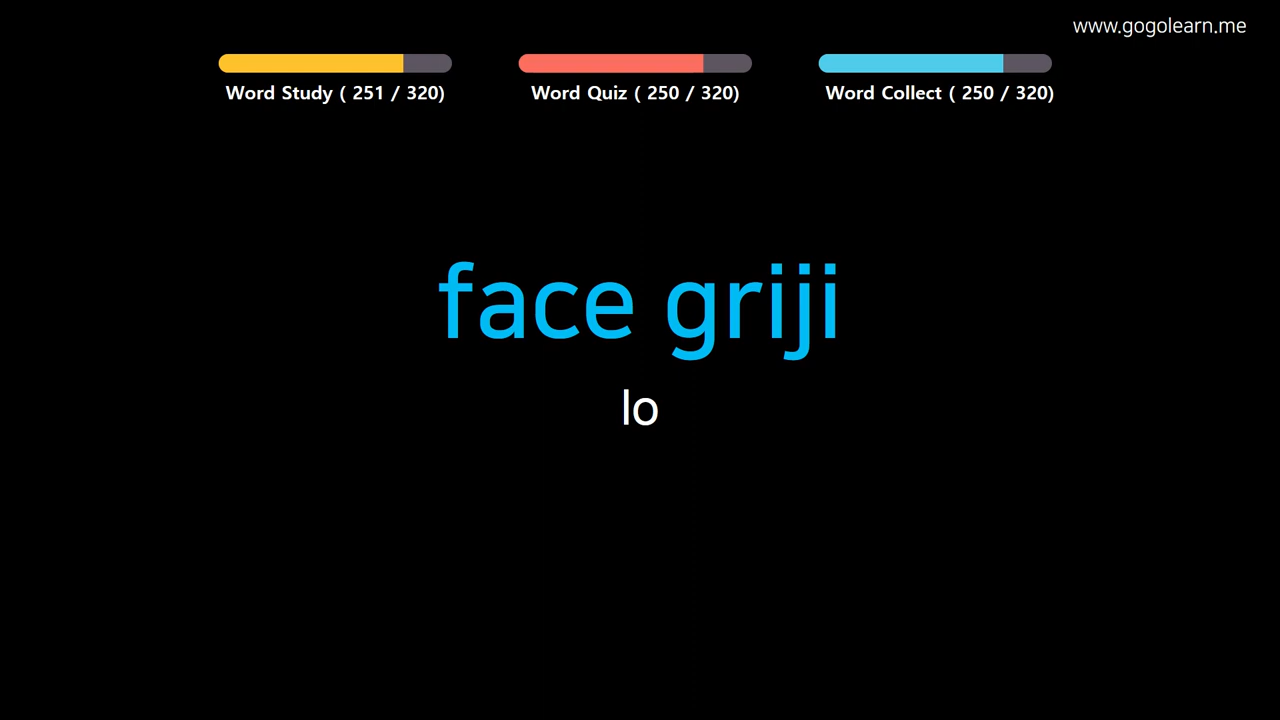 www.gogolearn.me
Word Study ( 251 / 320)
Word Quiz ( 250 / 320)
Word Collect ( 250 / 320)
face griji
lo